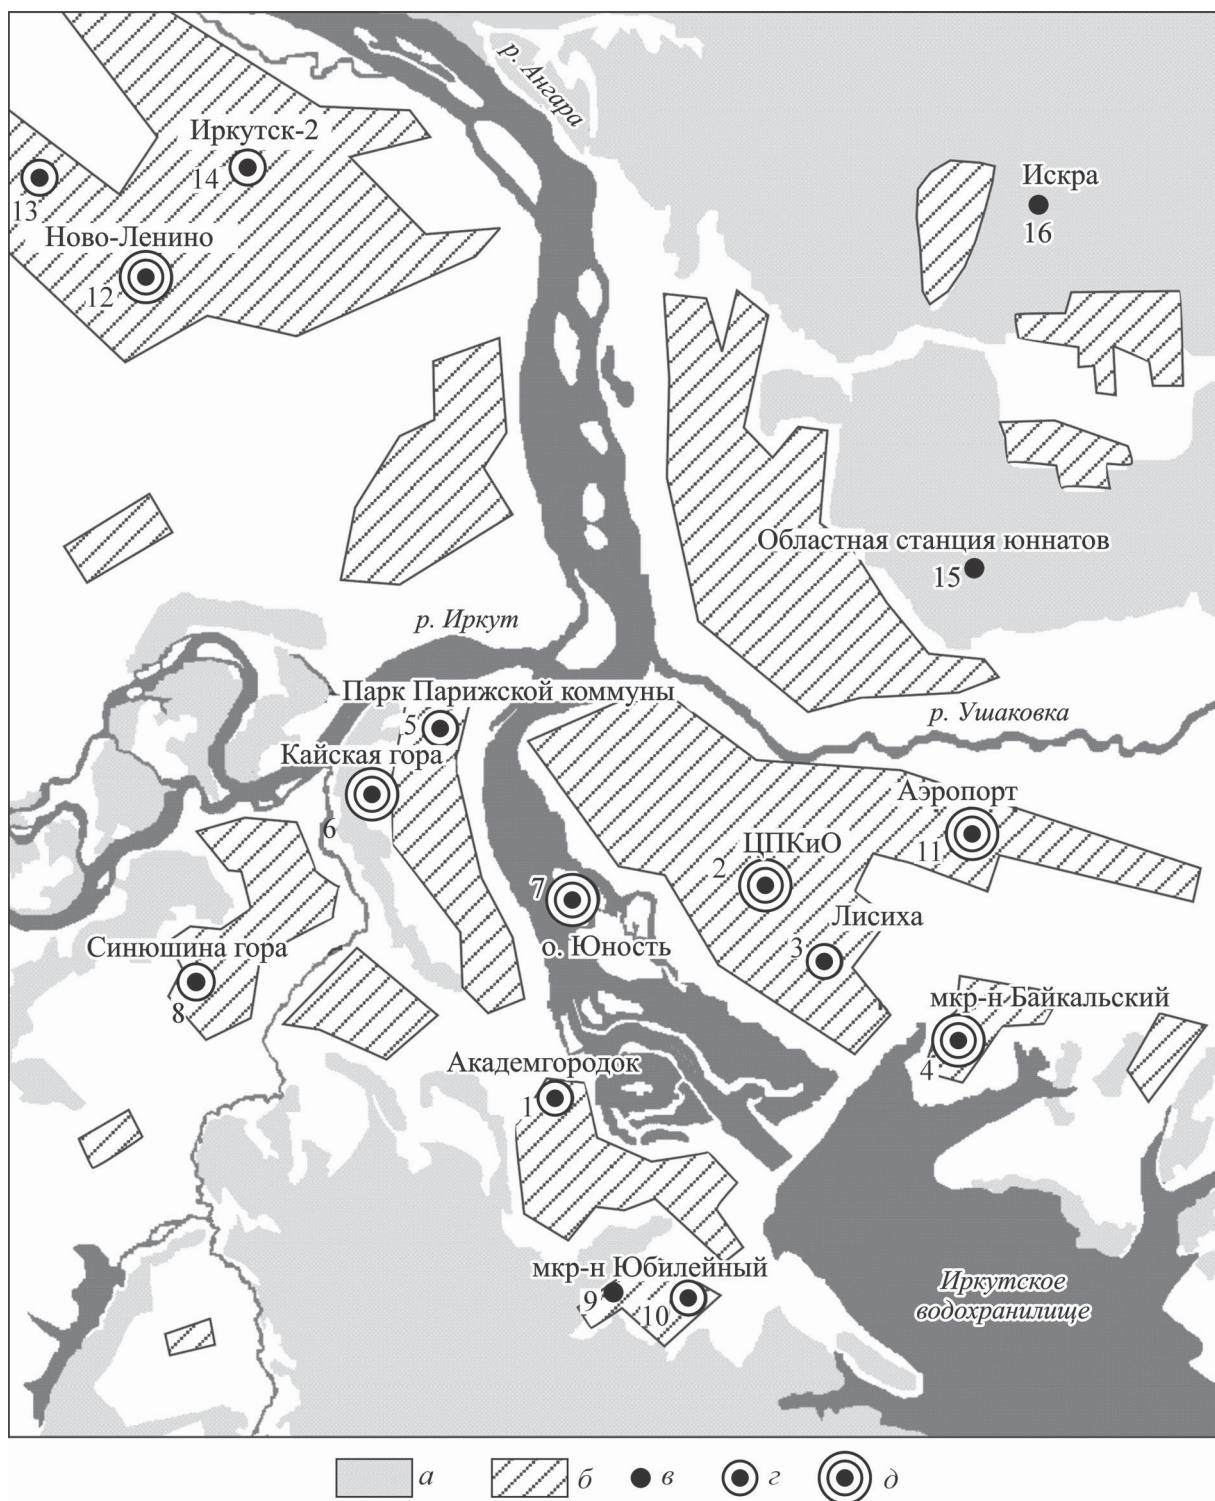 р. Ангара
Иркутск-2
14
13
Искра
16
Ново-Ленино
12
Областная станция юннатов
15
р. Иркут
Парк Парижской коммуны
5
р. Ушаковка
Кайская гора
6
Аэропорт
11
ЦПКиО
2
7
Лисиха
3
о. Юность
Синюшина гора
8
мкр-н Байкальский
4
Академгородок
1
мкр-н Юбилейный
9
10
Иркутское
водохранилище
а б в г д